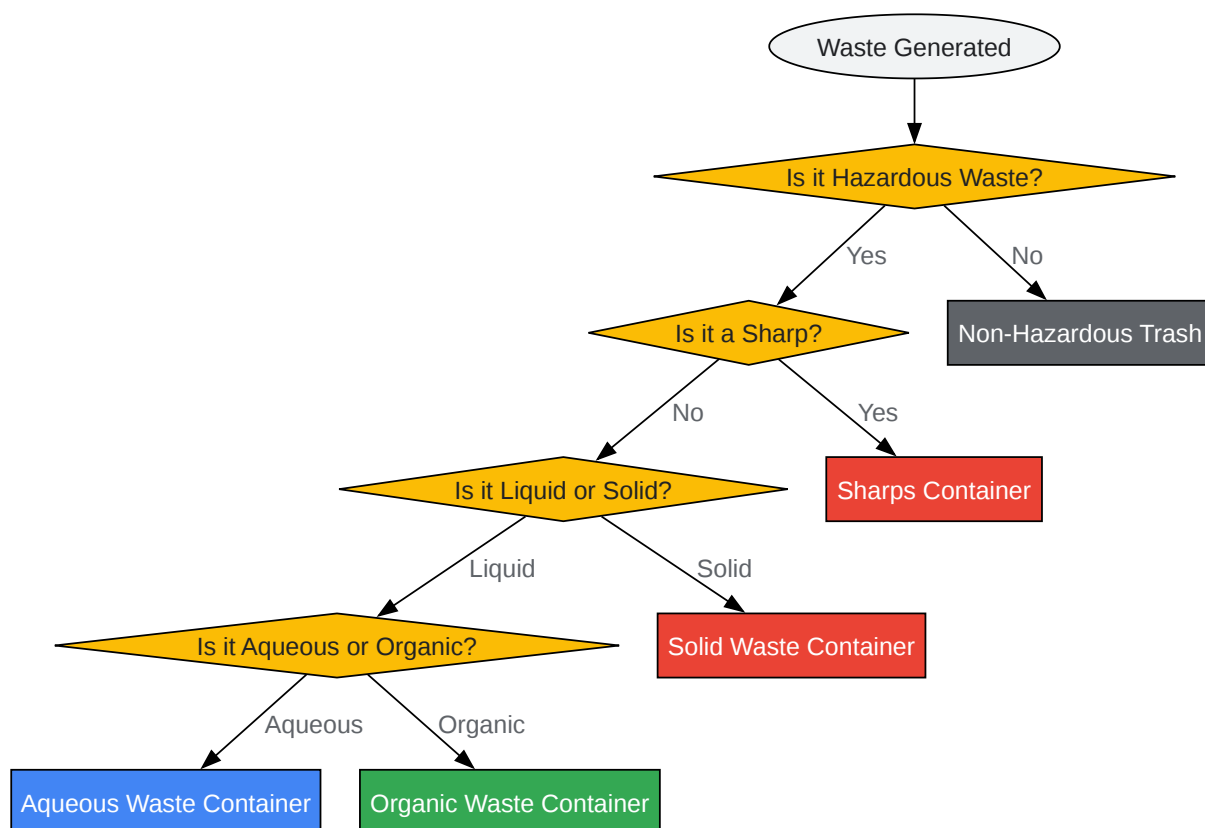 Waste Generated
Is it Hazardous Waste?
Yes
No
Is it a Sharp?
Non-Hazardous Trash
No
Yes
Is it Liquid or Solid?
Sharps Container
Liquid
Solid
Is it Aqueous or Organic?
Solid Waste Container
Aqueous
Organic
Aqueous Waste Container
Organic Waste Container